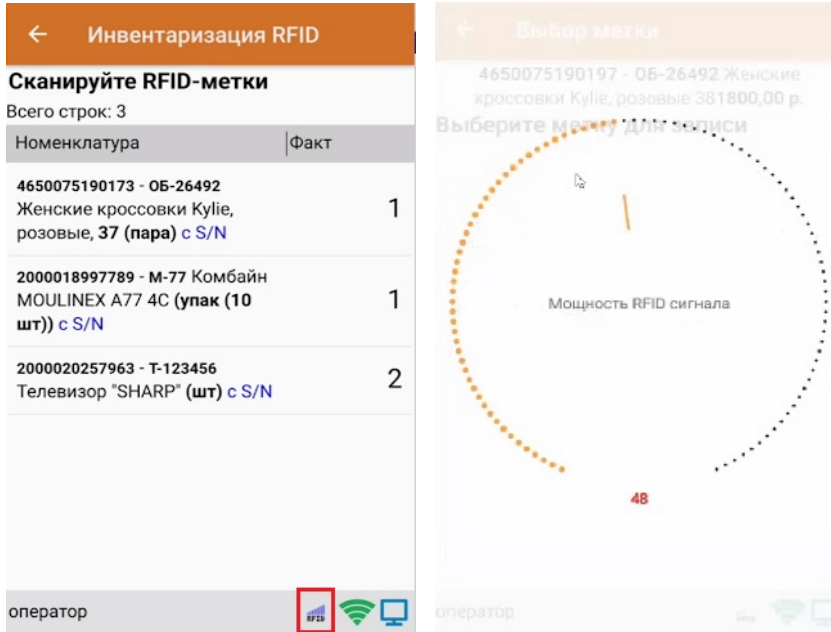 Инвентаризация RFID
Сканируйте RFID-метки
Всего строк: 3
Номенклатура Факт
4650075190173 - ОБ-26492
Женские кроссовки Kylie,
розовые, 37 (пара) с S/N
1
2000018997789 - М-77 Комбайн
MOULINEX A77 4C (упак (10
шт)) с S/N
1
2000020257963 - Т-123456
Телевизор "SHARP" (шт) с S/N
2
оператор
RFID
Выбор метки
4650075190197 - ОБ-26492 Женские
кроссовки Kylie, розовые 381800,00 р.
Выберите метку для записи
Мощность RFID сигнала
48
оператор
RFID